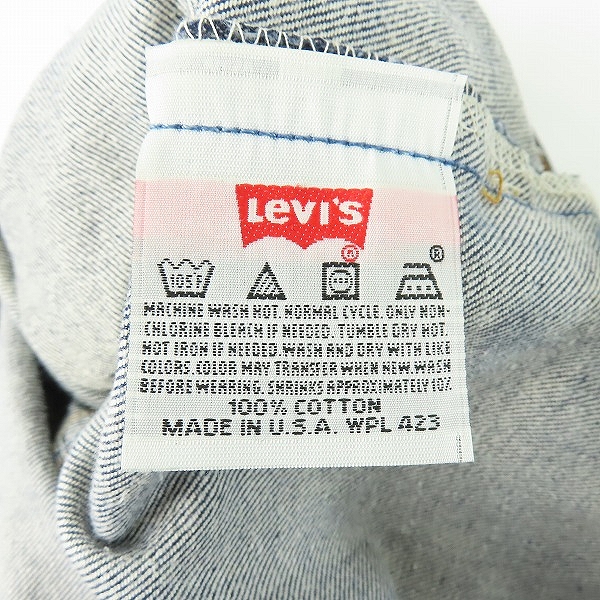 Levi's
®
®
MACHINE WASH HOT. NORMAL CYCLE. ONLY NON-
CHLORINE BLEACH IF NEEDED. TUMBLE DRY HOT.
HOT IRON IF NEEDED. WASH AND DRY WITH LIKE
COLORS. COLOR MAY TRANSFER WHEN NEW. WASH
BEFORE WEARING. SHRINKS APPROXIMATELY 10%
100% COTTON
MADE IN U.S.A. WPL 423